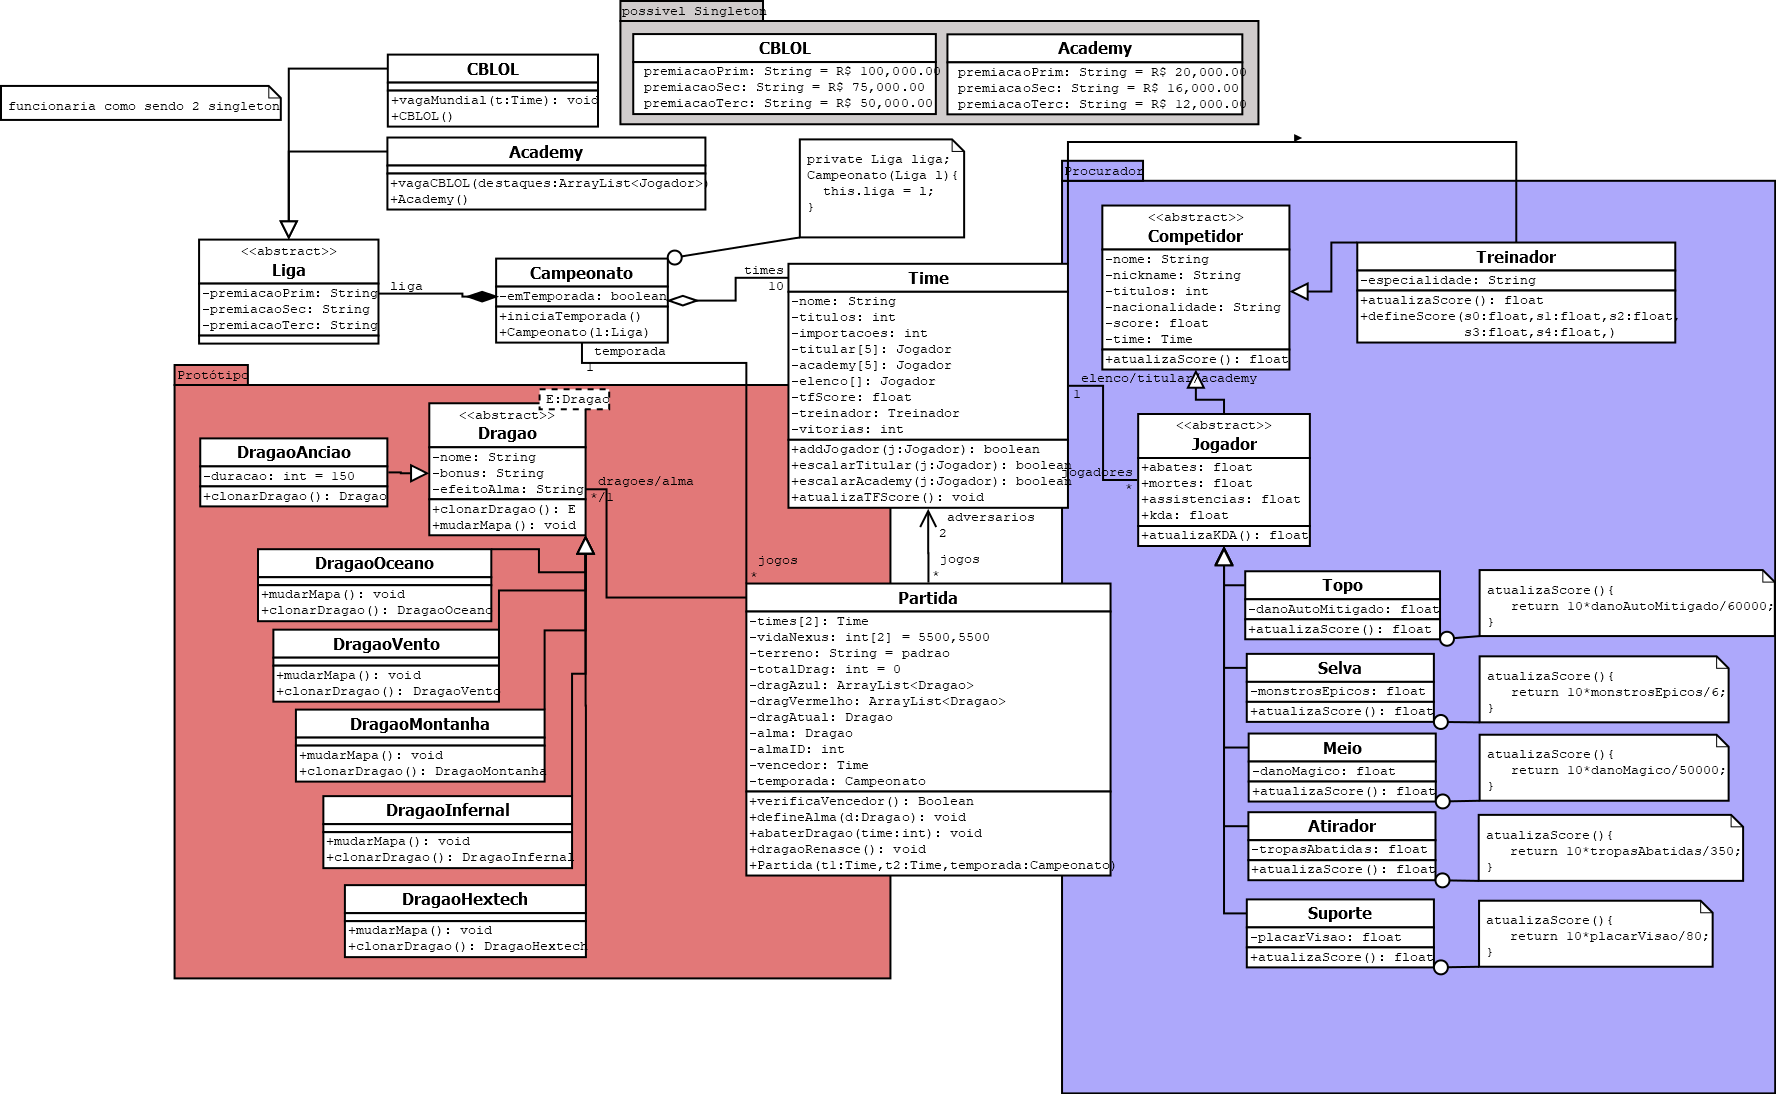 possivel Singleton
CBLOL
premiacaoPrim: String = R$ 100,000.00
premiacaoSec: String = R$ 75,000.00
premiacaoTerc: String = R$ 50,000.00
Academy
premiacaoPrim: String = R$ 20,000.00
premiacaoSec: String = R$ 16,000.00
premiacaoTerc: String = R$ 12,000.00
funcionaria como sendo 2 singleton
CBLOL
+vagaMundial(t:Time): void
+CBLOL()
Academy
+vagaCBLOL(destaques:ArrayList<Jogador>)
+Academy()
private Liga liga;
Campeonato(Liga l){
this.liga = l;
}
<<abstract>>
Liga
-premiacaoPrim: String
-premiacaoSec: String
-premiacaoTerc: String
liga
Campeonato
-emTemporada: boolean
+iniciaTemporada()
+Campeonato(l:Liga)
times
10
temporada
1
Time
-nome: String
-titulos: int
-importacoes: int
-titular[5]: Jogador
-academy[5]: Jogador
-elenco[]: Jogador
-tfScore: float
-treinador: Treinador
-vitorias: int
+addJogador(j:Jogador): boolean
+escalarTitular(j:Jogador): boolean
+escalarAcademy(j:Jogador): boolean
+atualizaTFScore(): void
Procurador
<<abstract>>
Competidor
-nome: String
-nickname: String
-titulos: int
-nacionalidade: String
-score: float
-time: Time
+atualizaScore(): float
Treinador
-especialidade: String
+atualizaScore(): float
+defineScore(s0:float,s1:float,s2:float,
s3:float,s4:float,)
elenco/titular/academy
1
jogadores
*
<<abstract>>
Jogador
+abates: float
+mortes: float
+assistencias: float
+kda: float
+atualizaKDA(): float
Protótipo
E:Dragao
<<abstract>>
Dragao
-nome: String
-bonus: String
-efeitoAlma: String
+clonarDragao(): E
+mudarMapa(): void
DragaoAnciao
-duracao: int = 150
+clonarDragao(): Dragao
dragoes/alma
*/1
DragaoOceano
+mudarMapa(): void
+clonarDragao(): DragaoOceano
DragaoVento
+mudarMapa(): void
+clonarDragao(): DragaoVento
DragaoMontanha
+mudarMapa(): void
+clonarDragao(): DragaoMontanha
DragaoInfernal
+mudarMapa(): void
+clonarDragao(): DragaoInfernal
DragaoHextech
+mudarMapa(): void
+clonarDragao(): DragaoHextech
adversarios
2
jogos
*
jogos
*
Partida
-times[2]: Time
-vidaNexus: int[2] = 5500,5500
-terreno: String = padrao
-totalDrag: int = 0
-dragAzul: ArrayList<Dragao>
-dragVermelho: ArrayList<Dragao>
-dragAtual: Dragao
-alma: Dragao
-almaID: int
-vencedor: Time
-temporada: Campeonato
+verificaVencedor(): Boolean
+defineAlma(d:Dragao): void
+abaterDragao(time:int): void
+dragaoRenasce(): void
+Partida(t1:Time,t2:Time,temporada:Campeonato)
Topo
-danoAutoMitigado: float
+atualizaScore(): float
atualizaScore(){
return 10*danoAutoMitigado/60000;
}
Selva
-monstrosEpicos: float
+atualizaScore(): float
atualizaScore(){
return 10*monstrosEpicos/6;
}
Meio
-danoMagico: float
+atualizaScore(): float
atualizaScore(){
return 10*danoMagico/50000;
}
Atirador
-tropasAbatidas: float
+atualizaScore(): float
atualizaScore(){
return 10*tropasAbatidas/350;
}
Suporte
-placarVisao: float
+atualizaScore(): float
atualizaScore(){
return 10*placarVisao/80;
}